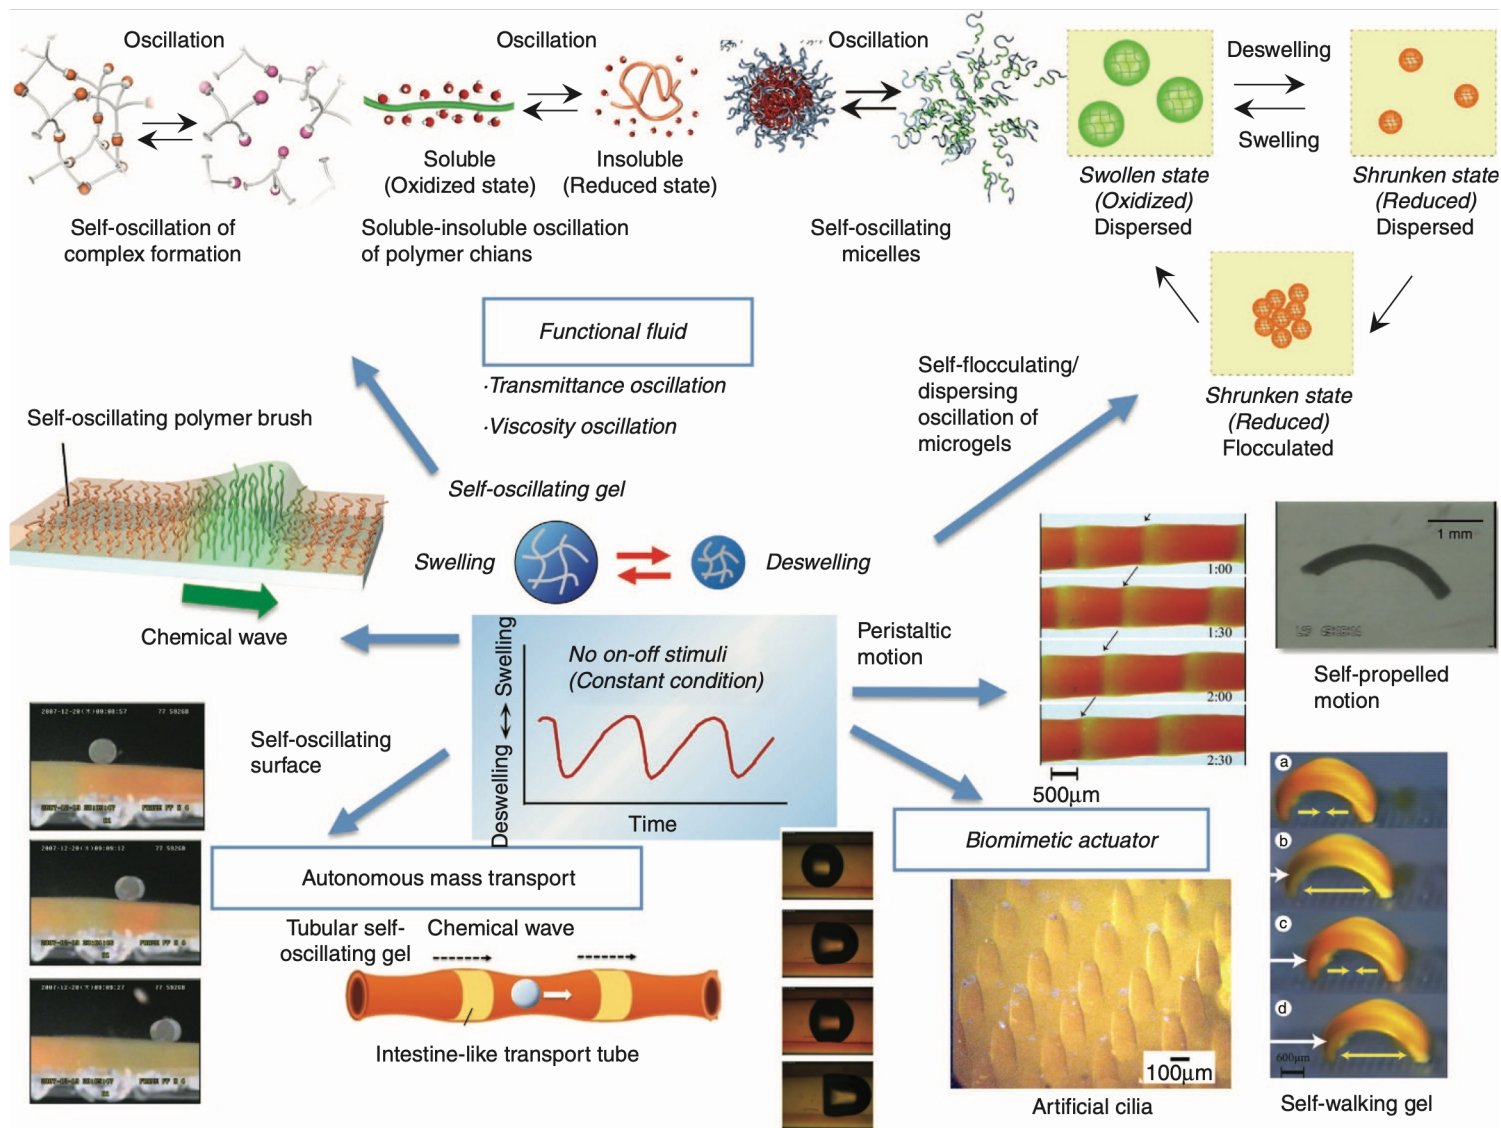 Oscillation
Self-oscillation of
complex formation
Oscillation
Soluble
(Oxidized state)
Insoluble
(Reduced state)
Soluble-insoluble oscillation
of polymer chians
Oscillation
Self-oscillating
micelles
Deswelling
Swelling
Swollen state
(Oxidized)
Dispersed
Shrunken state
(Reduced)
Dispersed
Shrunken state
(Reduced)
Flocculated
Functional fluid
·Transmittance oscillation
·Viscosity oscillation
Self-flocculating/
dispersing
oscillation of
microgels
Self-oscillating polymer brush
Chemical wave
Self-oscillating gel
Swelling
Deswelling
No on-off stimuli
(Constant condition)
Deswelling ↔ Swelling
Time
Peristaltic
motion
1:00
1:30
2:00
2:30
500μm
1 mm
Self-propelled
motion
Self-oscillating
surface
Autonomous mass transport
Tubular self-
oscillating gel
Chemical wave
Intestine-like transport tube
Biomimetic actuator
100μm
Artificial cilia
a
b
c
d
600μm
Self-walking gel